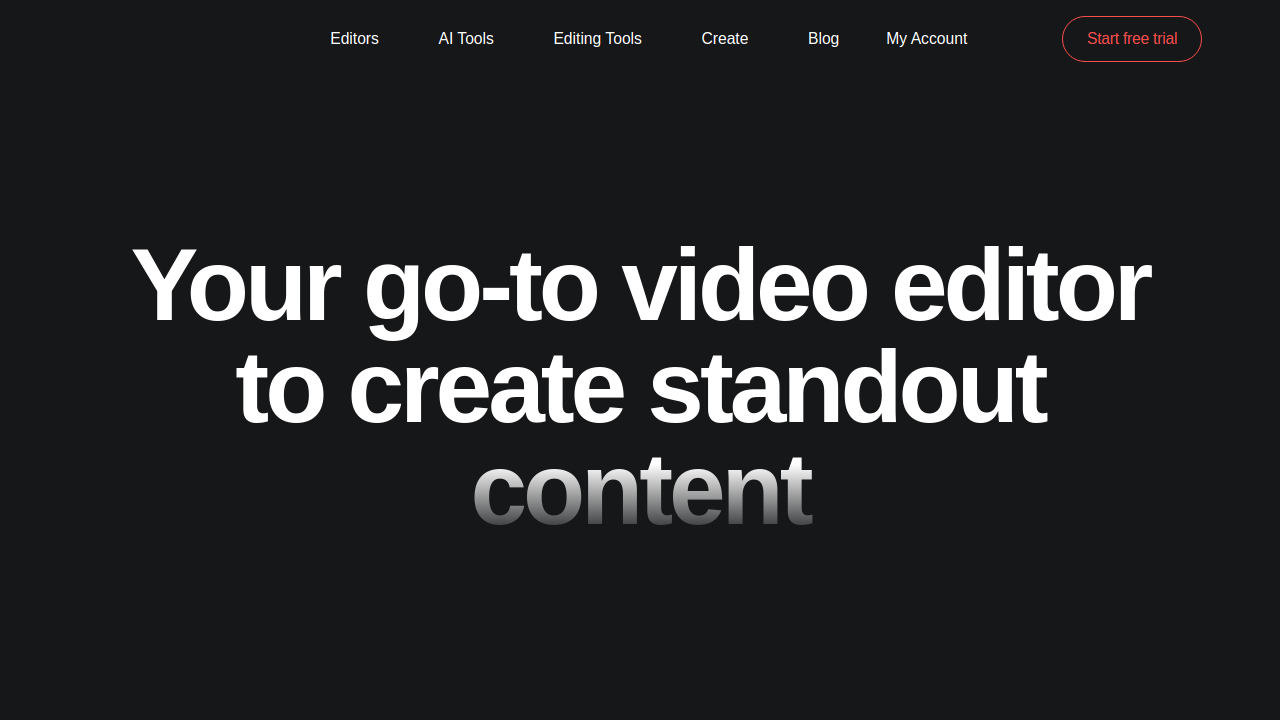 Editors AI Tools Editing Tools Create Blog My Account Start free trial
Your go-to video editor
to create standout
content